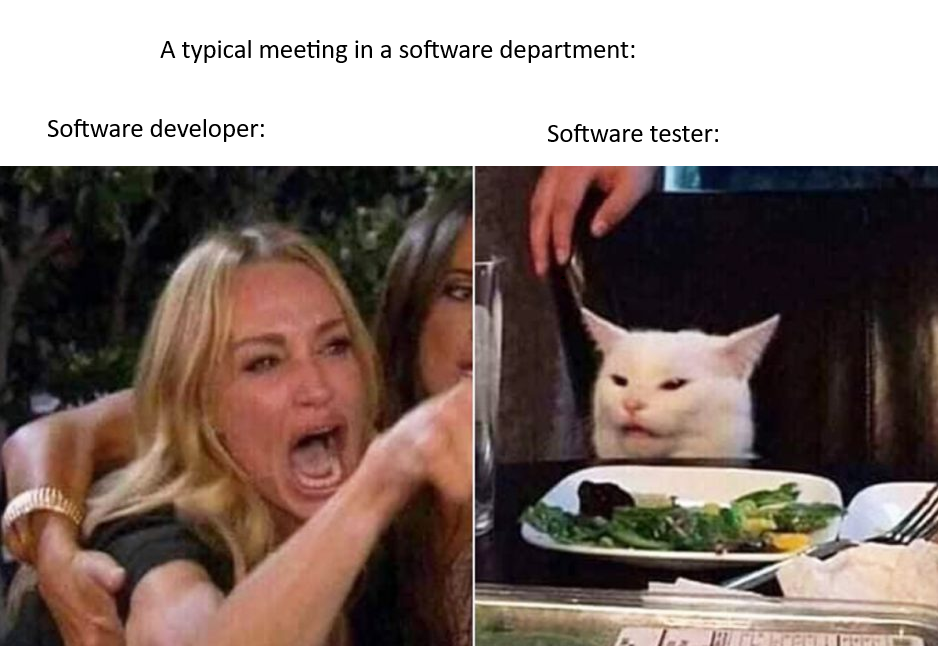 A typical meeting in a software department:
Software developer:
Software tester: